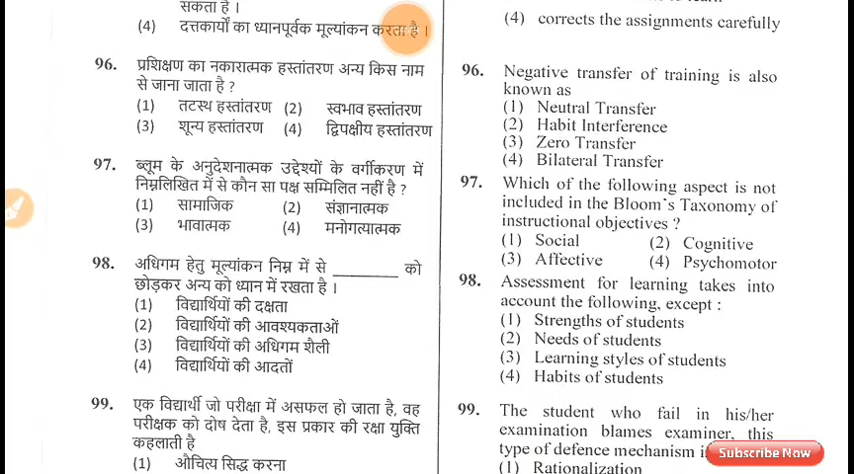 सकता है ।
(4) दत्तकार्यों का ध्यानपूर्वक मूल्यांकन करता है ।
96. प्रशिक्षण का नकारात्मक हस्तांतरण अन्य किस नाम
से जाना जाता है ?
(1) तटस्थ हस्तांतरण (2) स्वभाव हस्तांतरण
(3) शून्य हस्तांतरण (4) द्विपक्षीय हस्तांतरण
97. ब्लूम के अनुदेशनात्मक उद्देश्यों के वर्गीकरण में
निम्नलिखित में से कौन सा पक्ष सम्मिलित नहीं है ?
(1) सामाजिक (2) संज्ञानात्मक
(3) भावात्मक (4) मनोगत्यात्मक
98. अधिगम हेतु मूल्यांकन निम्न में से ________ को
छोड़कर अन्य को ध्यान में रखता है ।
(1) विद्यार्थियों की दक्षता
(2) विद्यार्थियों की आवश्यकताओं
(3) विद्यार्थियों की अधिगम शैली
(4) विद्यार्थियों की आदतों
99. एक विद्यार्थी जो परीक्षा में असफल हो जाता है, वह
परीक्षक को दोष देता है, इस प्रकार की रक्षा युक्ति
कहलाती है
(1) औचित्य सिद्ध करना
(4) corrects the assignments carefully
96. Negative transfer of training is also
known as
(1) Neutral Transfer
(2) Habit Interference
(3) Zero Transfer
(4) Bilateral Transfer
97. Which of the following aspect is not
included in the Bloom's Taxonomy of
instructional objectives ?
(1) Social (2) Cognitive
(3) Affective (4) Psychomotor
98. Assessment for learning takes into
account the following, except :
(1) Strengths of students
(2) Needs of students
(3) Learning styles of students
(4) Habits of students
99. The student who fail in his/her
examination blames examiner, this
type of defence mechanism
(1) Rationalization
Subscribe Now